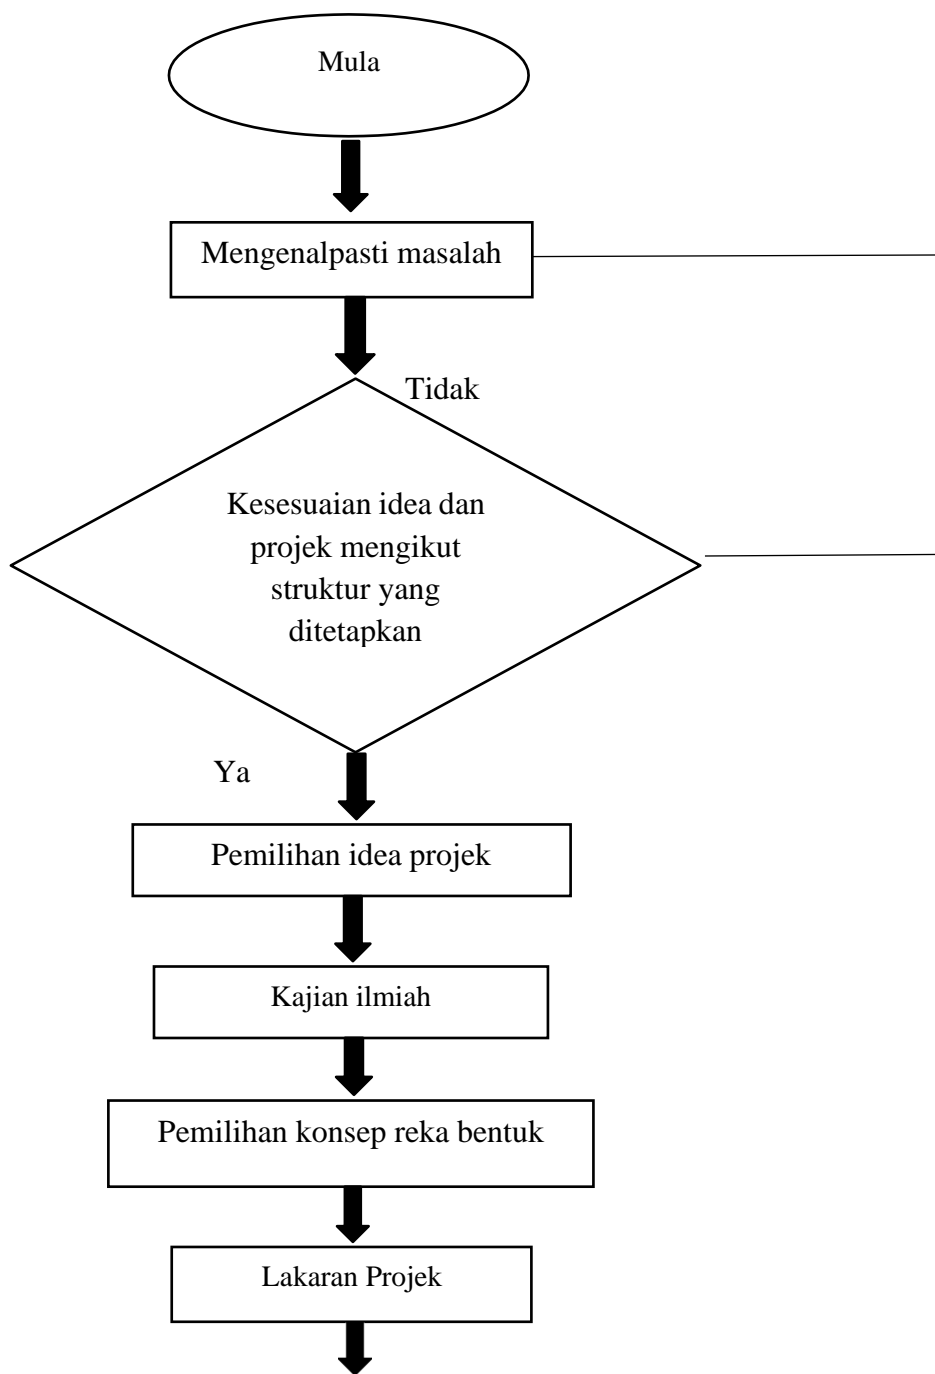 Mula
Mengenalpasti masalah
Tidak
Kesesuaian idea dan
projek mengikut
struktur yang
ditetapkan
Ya
Pemilihan idea projek
Kajian ilmiah
Pemilihan konsep reka bentuk
Lakaran Projek